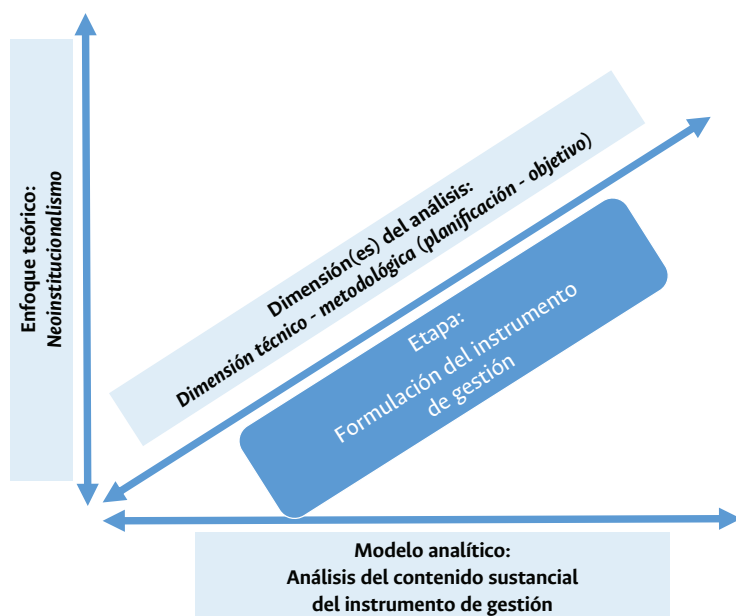 Enfoque teórico:
Neoinstitucionalismo
Dimensión(es) del análisis:
Dimensión técnico - metodológica (planificación - objetivo)
Etapa:
Formulación del instrumento
de gestión
Modelo analítico:
Análisis del contenido sustancial
del instrumento de gestión